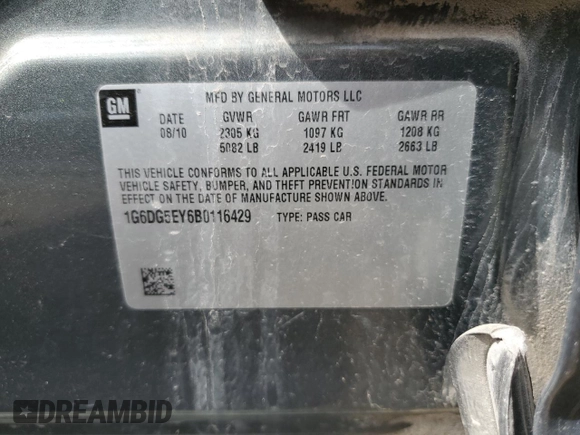 GM
MFD BY GENERAL MOTORS LLC
DATE GVWR GAWR FRT GAWR RR
08/10 2305 KG 1097 KG 1208 KG
5082 LB 2419 LB 2663 LB
THIS VEHICLE CONFORMS TO ALL APPLICABLE U.S. FEDERAL MOTOR
VEHICLE SAFETY, BUMPER, AND THEFT PREVENTION STANDARDS IN
EFFECT ON THE DATE OF MANUFACTURE SHOWN ABOVE.
1G6DG5EY6B0116429 TYPE: PASS CAR
DREAMBID